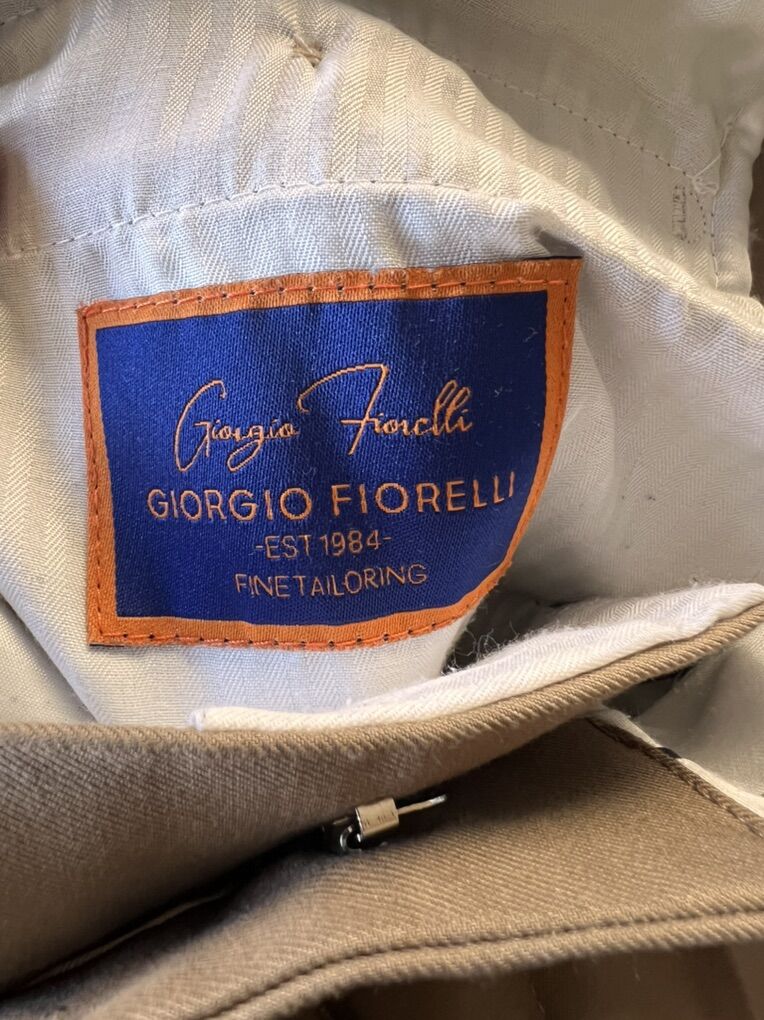 Giorgio Fiorelli
GIORGIO FIORELLI
-EST 1984-
FINE TAILORING